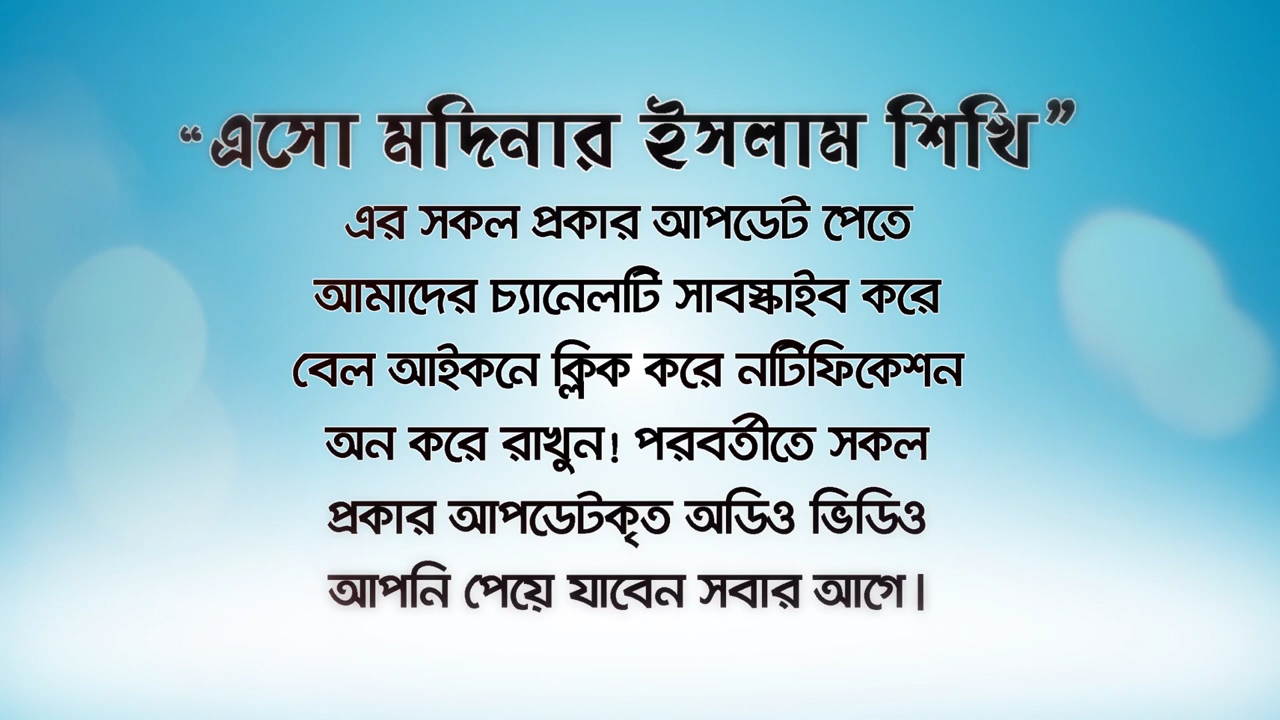 “এসো মদিনার ইসলাম শিখি”
এর সকল প্রকার আপডেট পেতে
আমাদের চ্যানেলটি সাবস্কাইব করে
বেল আইকনে ক্লিক করে নটিফিকেশন
অন করে রাখুন! পরবর্তীতে সকল
প্রকার আপডেটকৃত অডিও ভিডিও
আপনি পেয়ে যাবেন সবার আগে।